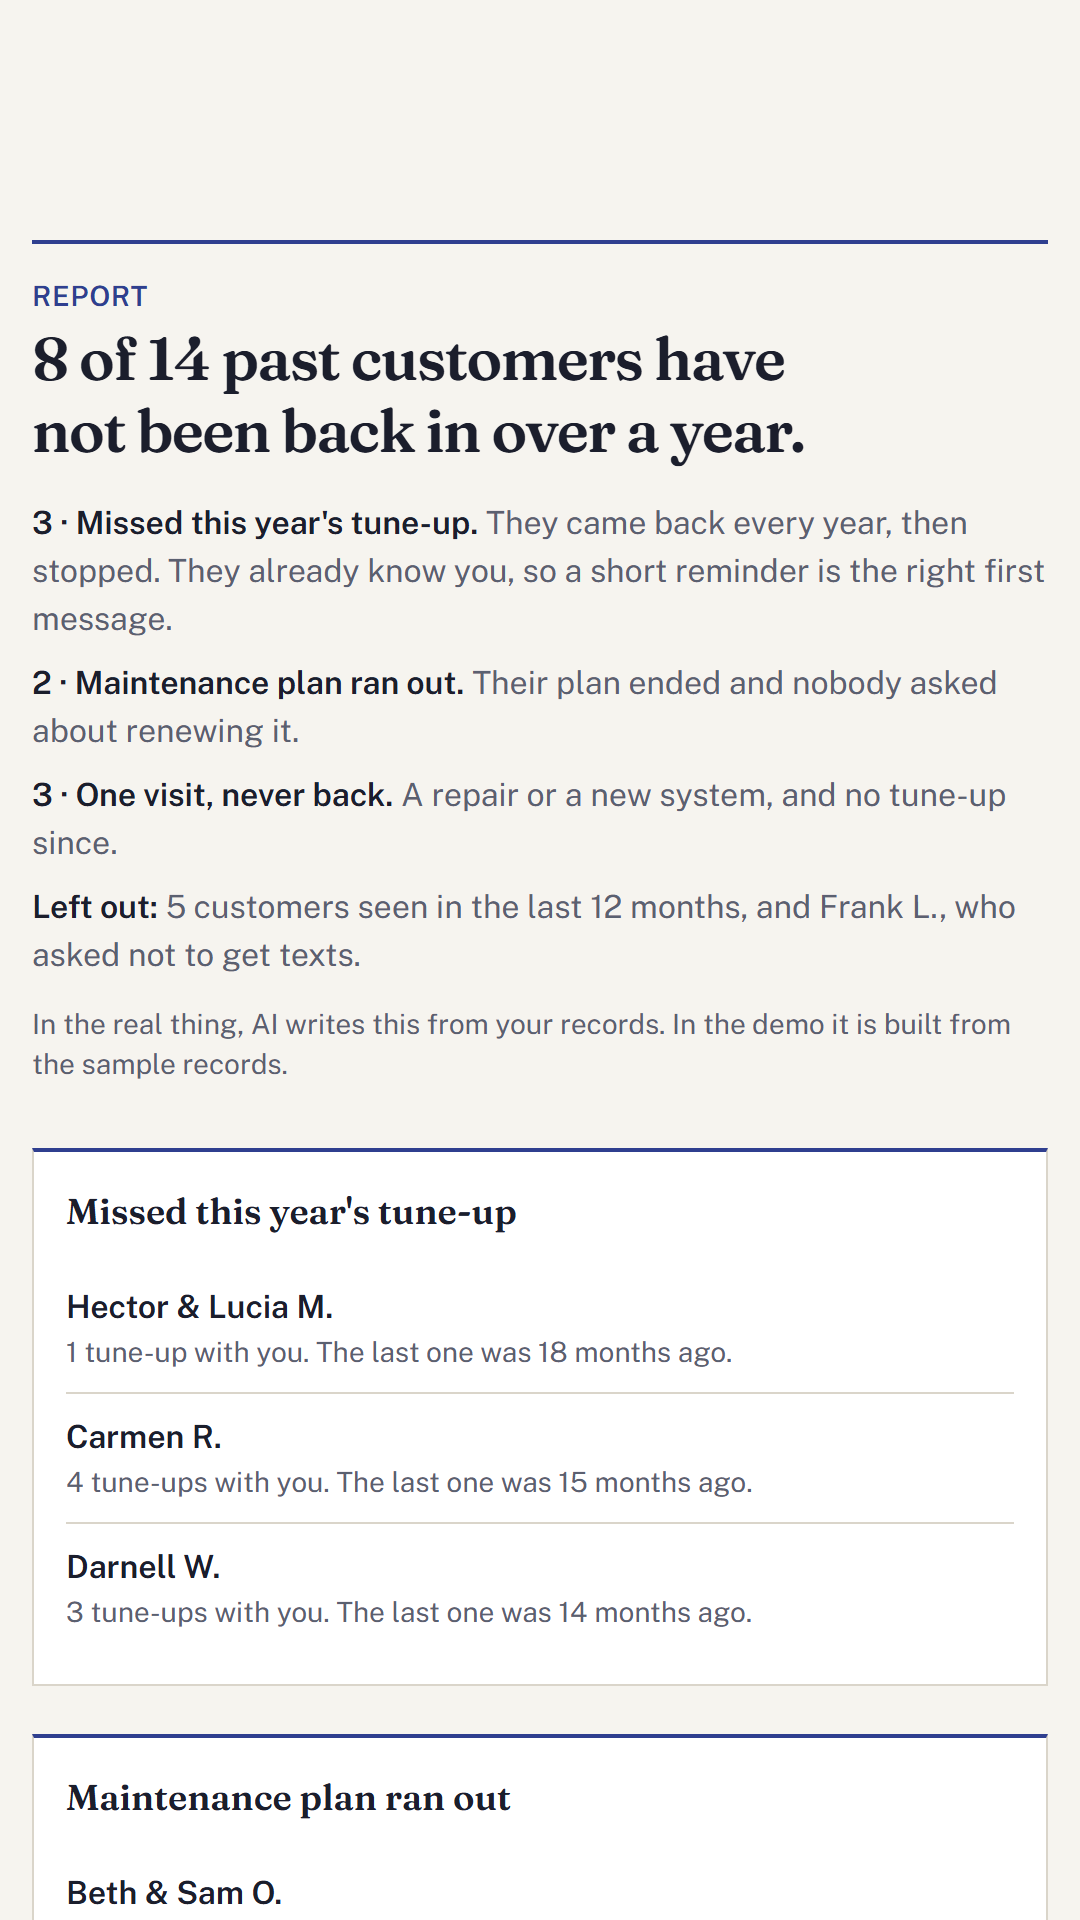 REPORT
8 of 14 past customers have
not been back in over a year.
3 · Missed this year's tune-up. They came back every year, then
stopped. They already know you, so a short reminder is the right first
message.
2 · Maintenance plan ran out. Their plan ended and nobody asked
about renewing it.
3 · One visit, never back. A repair or a new system, and no tune-up
since.
Left out: 5 customers seen in the last 12 months, and Frank L., who
asked not to get texts.
In the real thing, AI writes this from your records. In the demo it is built from
the sample records.
Missed this year's tune-up
Hector & Lucia M.
1 tune-up with you. The last one was 18 months ago.
Carmen R.
4 tune-ups with you. The last one was 15 months ago.
Darnell W.
3 tune-ups with you. The last one was 14 months ago.
Maintenance plan ran out
Beth & Sam O.